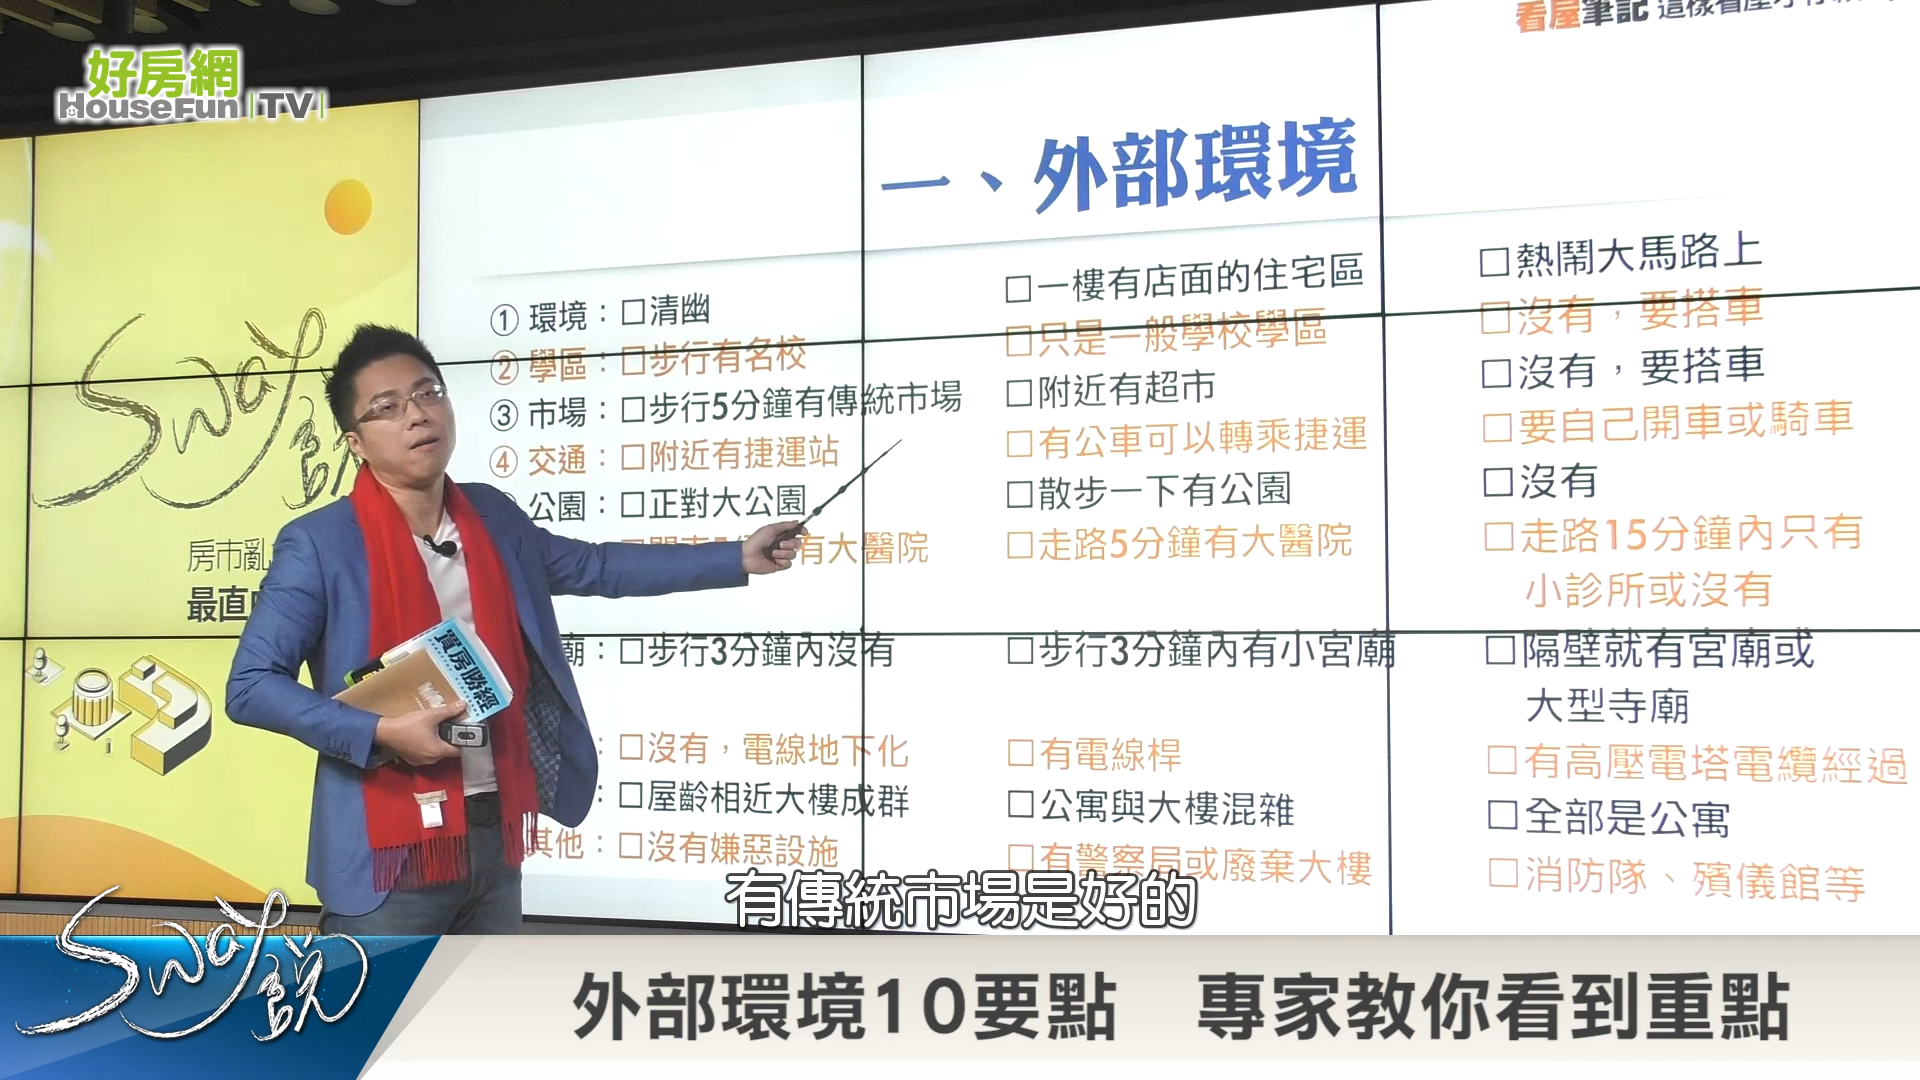 好房網
HouseFun TV
看屋筆記
一、外部環境
① 環境：□清幽 □一樓有店面的住宅區 □熱鬧大馬路上
② 學區：□步行有名校 □只是一般學校學區 □沒有，要搭車
③ 市場：□步行5分鐘有傳統市場 □附近有超市 □沒有，要搭車
④ 交通：□附近有捷運站 □有公車可以轉乘捷運 □要自己開車或騎車
公園：□正對大公園 □散步一下有公園 □沒有
有大醫院 □走路5分鐘有大醫院 □走路15分鐘內只有
小診所或沒有
廟：□步行3分鐘內沒有 □步行3分鐘內有小宮廟 □隔壁就有宮廟或
大型寺廟
：□沒有，電線地下化 □有電線桿 □有高壓電塔電纜經過
：□屋齡相近大樓成群 □公寓與大樓混雜 □全部是公寓
其他：□沒有嫌惡設施 □有警察局或廢棄大樓 □消防隊、殯儀館等
Sway說
房市亂
最直
買房勝經
有傳統市場是好的
Sway說
外部環境10要點 專家教你看到重點